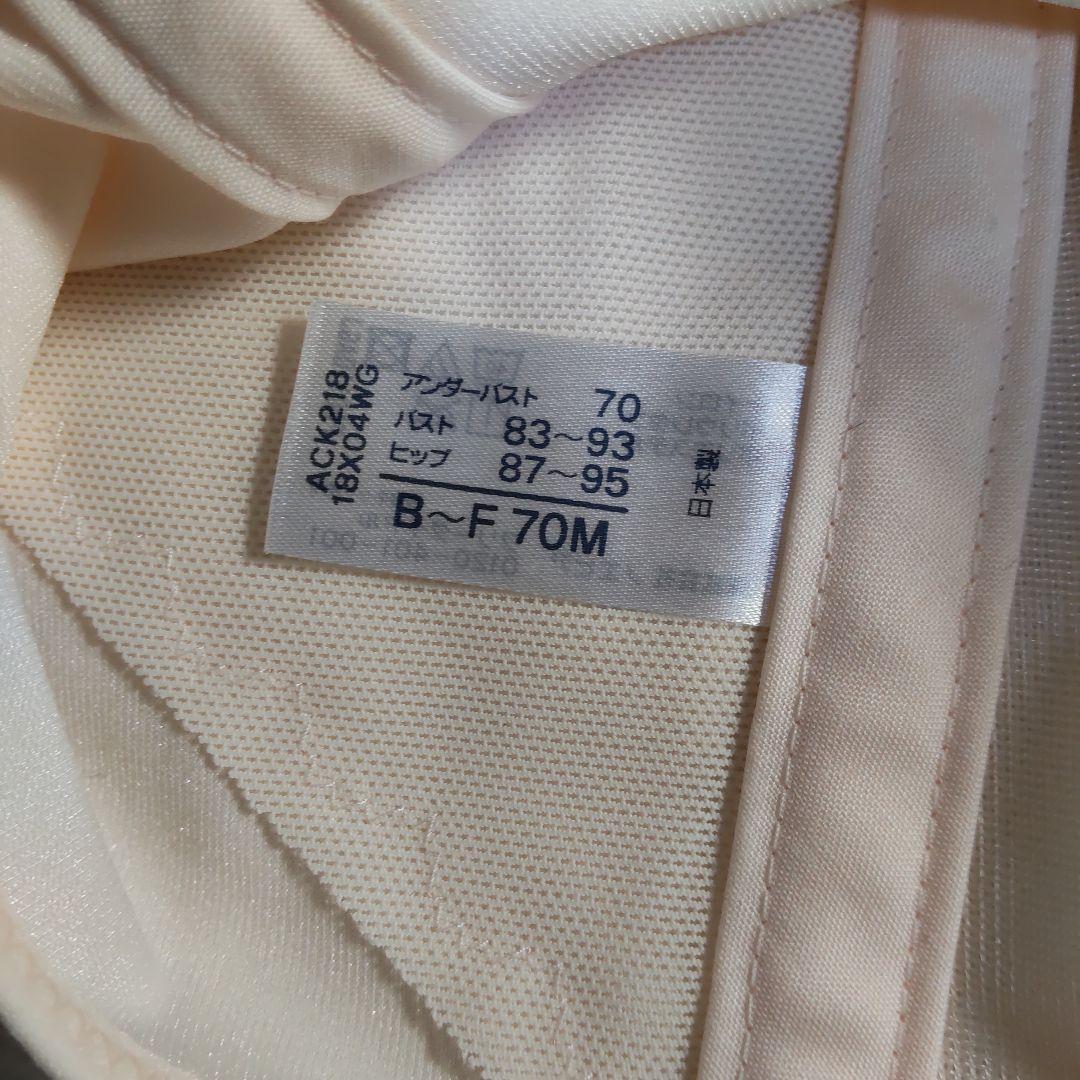 ACK218
18X04WG
アンダーバスト 70
バスト 83～93
ヒップ 87～95
B～F 70M
日本製